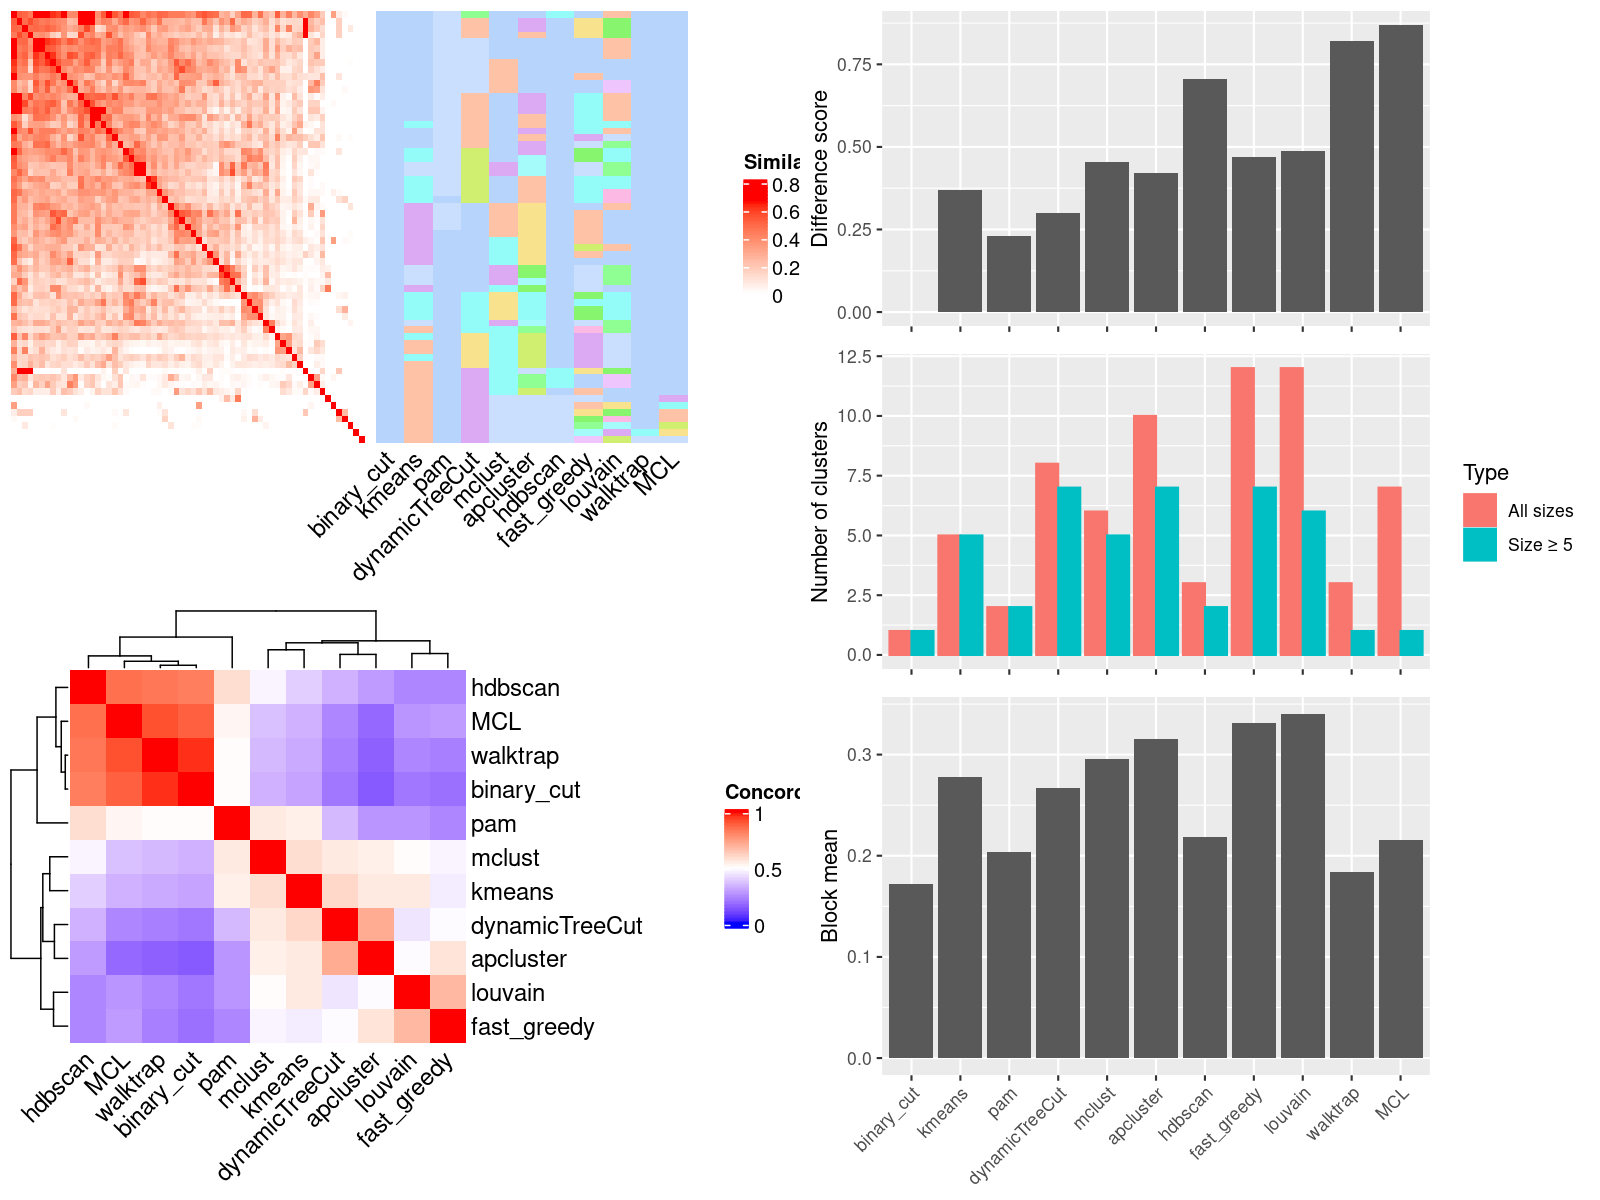 Simila
0.8
0.6
0.4
0.2
0
binary_cut
kmeans
pam
dynamicTreeCut
mclust
apcluster
hdbscan
fast_greedy
louvain
walktrap
MCL
hdbscan
MCL
walktrap
binary_cut
pam
mclust
kmeans
dynamicTreeCut
apcluster
louvain
fast_greedy
Concord
1
0.5
0
hdbscan
MCL
walktrap
binary_cut
pam
mclust
kmeans
dynamicTreeCut
apcluster
louvain
fast_greedy
Difference score
0.75
0.50
0.25
0.00
Number of clusters
12.5
10.0
7.5
5.0
2.5
0.0
Type
All sizes
Size ≥ 5
Block mean
0.3
0.2
0.1
0.0
binary_cut
kmeans
pam
dynamicTreeCut
mclust
apcluster
hdbscan
fast_greedy
louvain
walktrap
MCL